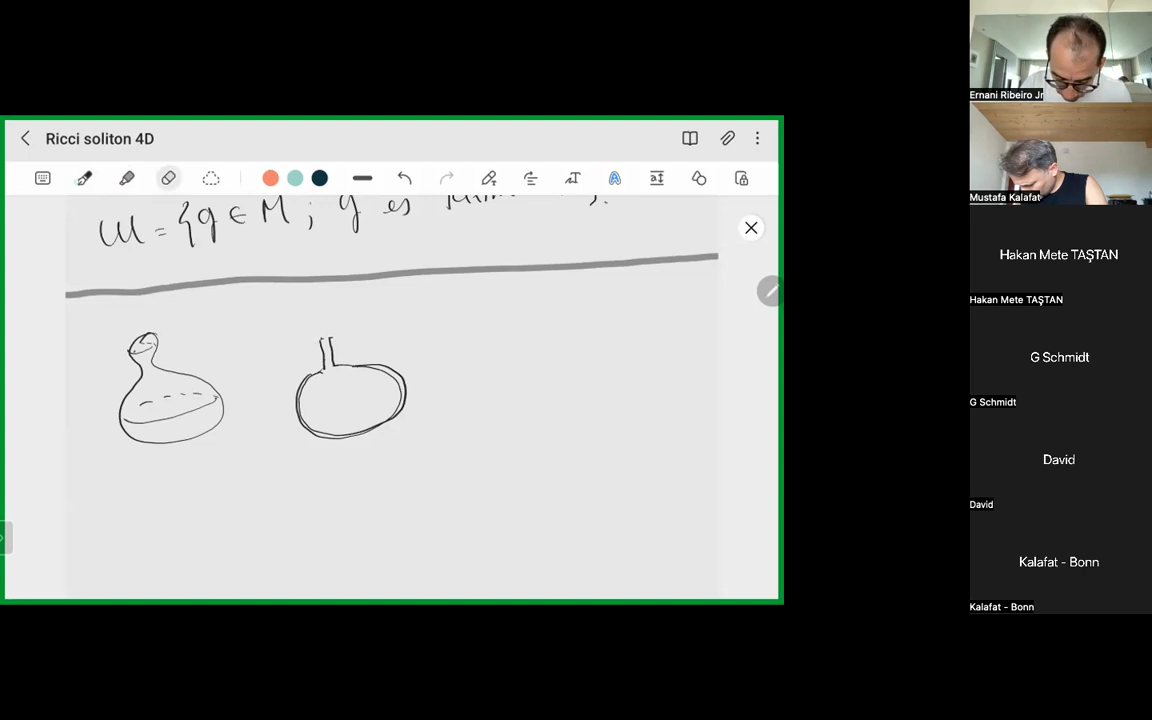 Ricci soliton 4D
= {g ∈ M ; g es
Ernani Ribeiro Jr
Mustafa Kalafat
Hakan Mete TAŞTAN
Hakan Mete TAŞTAN
G Schmidt
G Schmidt
David
David
Kalafat - Bonn
Kalafat - Bonn